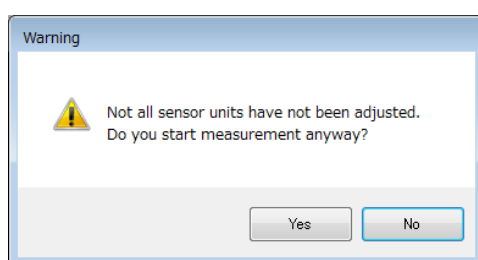 Warning
Not all sensor units have not been adjusted.
Do you start measurement anyway?
Yes No